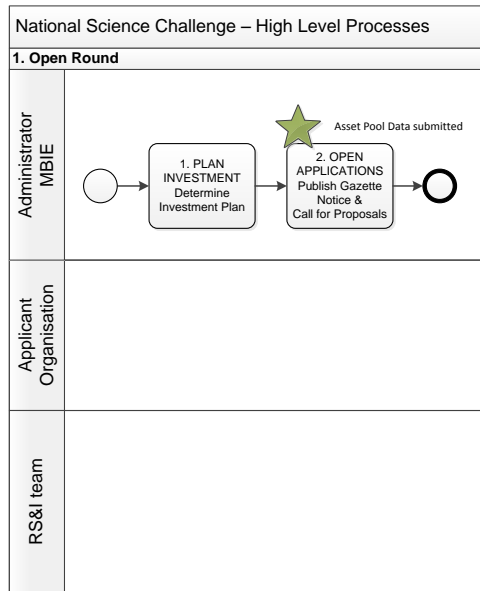 National Science Challenge – High Level Processes
1. Open Round
Administrator
MBIE
Asset Pool Data submitted
1. PLAN
INVESTMENT
Determine
Investment Plan
2. OPEN
APPLICATIONS
Publish Gazette
Notice &
Call for Proposals
Applicant
Organisation
RS&I team